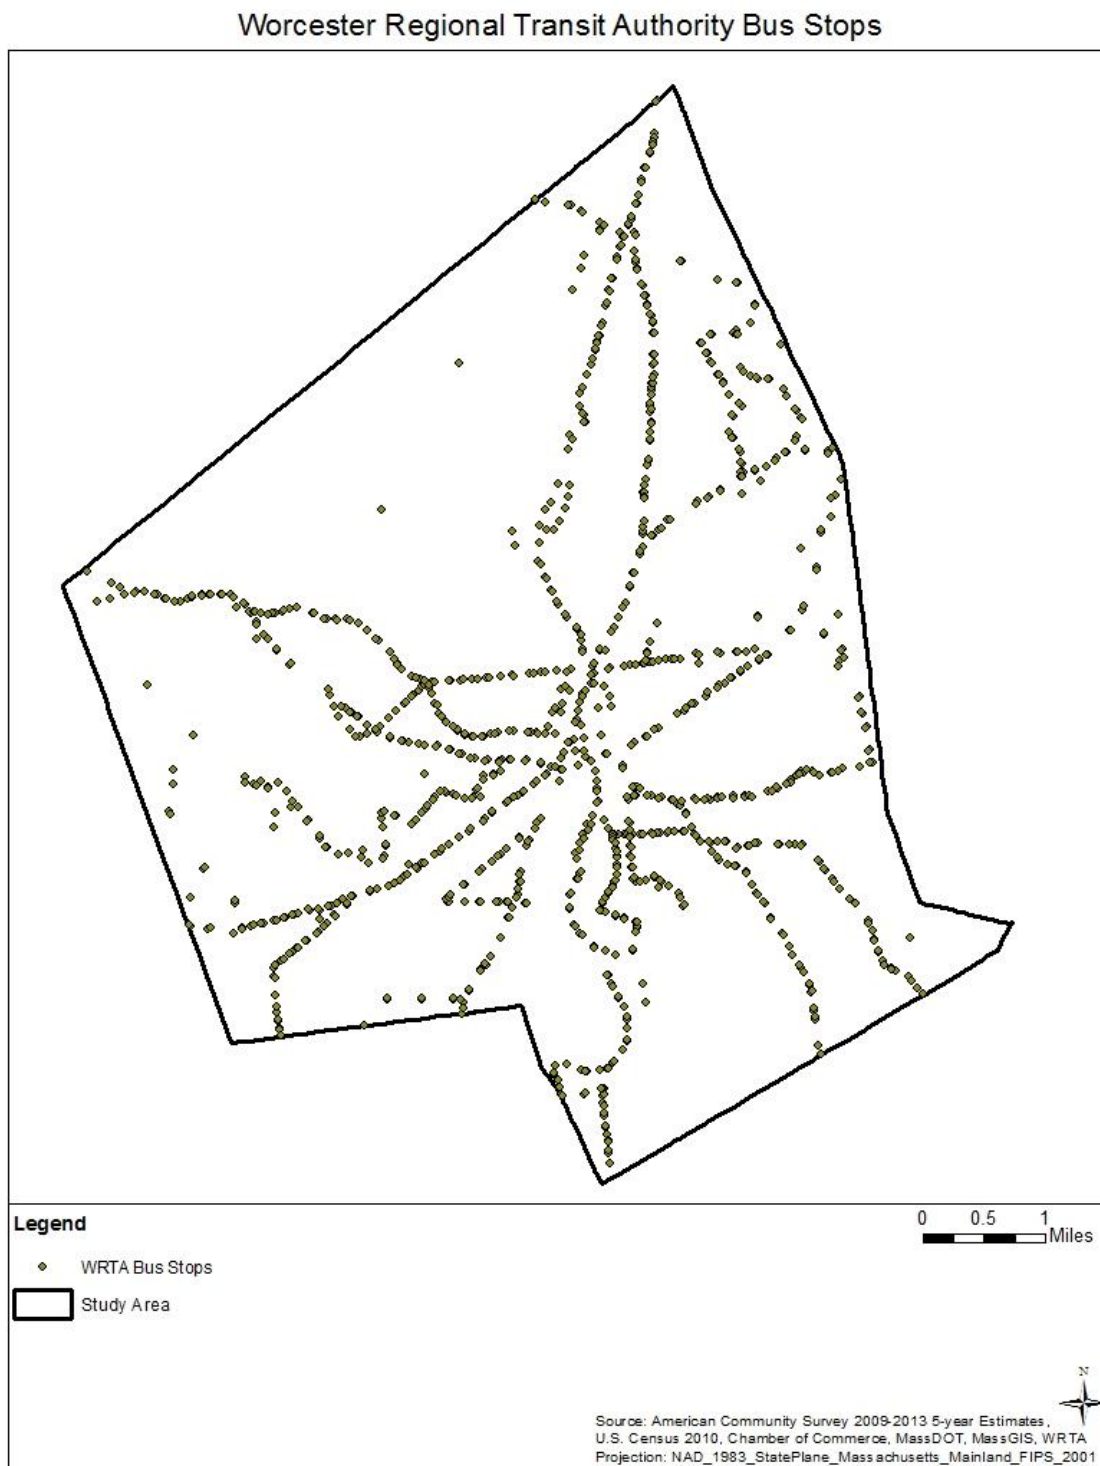 Worcester Regional Transit Authority Bus Stops
Legend
WRTA Bus Stops
Study Area
0 0.5 1
Miles
N
Source: American Community Survey 2009-2013 5-year Estimates,
U.S. Census 2010, Chamber of Commerce, MassDOT, MassGIS, WRTA
Projection: NAD_1983_StatePlane_Massachusetts_Mainland_FIPS_2001